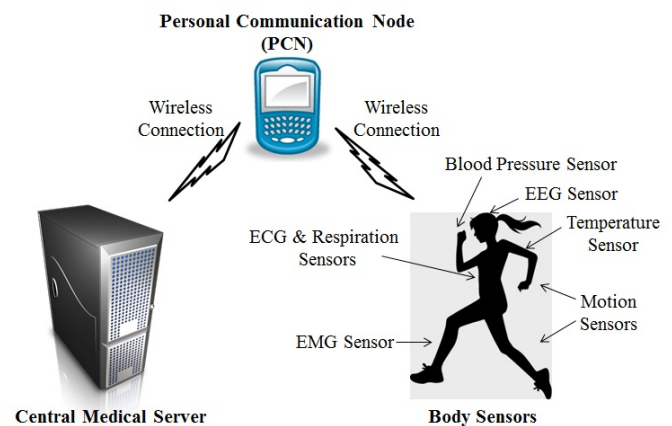 Personal Communication Node
(PCN)
Wireless
Connection
Wireless
Connection
Blood Pressure Sensor
EEG Sensor
Temperature
Sensor
ECG & Respiration
Sensors
Motion
Sensors
EMG Sensor
Central Medical Server
Body Sensors